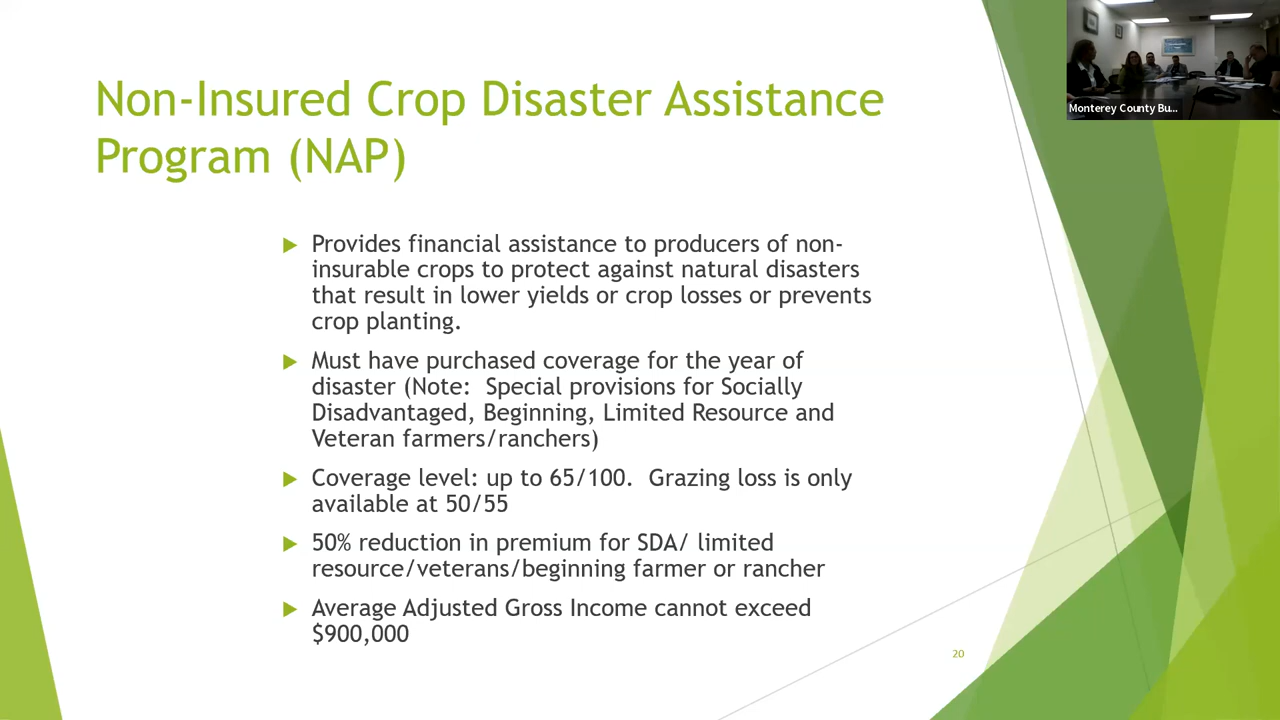 Non-Insured Crop Disaster Assistance
Program (NAP)
Provides financial assistance to producers of non-
insurable crops to protect against natural disasters
that result in lower yields or crop losses or prevents
crop planting.
Must have purchased coverage for the year of
disaster (Note:  Special provisions for Socially
Disadvantaged, Beginning, Limited Resource and
Veteran farmers/ranchers)
Coverage level: up to 65/100.  Grazing loss is only
available at 50/55
50% reduction in premium for SDA/ limited
resource/veterans/beginning farmer or rancher
Average Adjusted Gross Income cannot exceed
$900,000
20
Monterey County Bu...